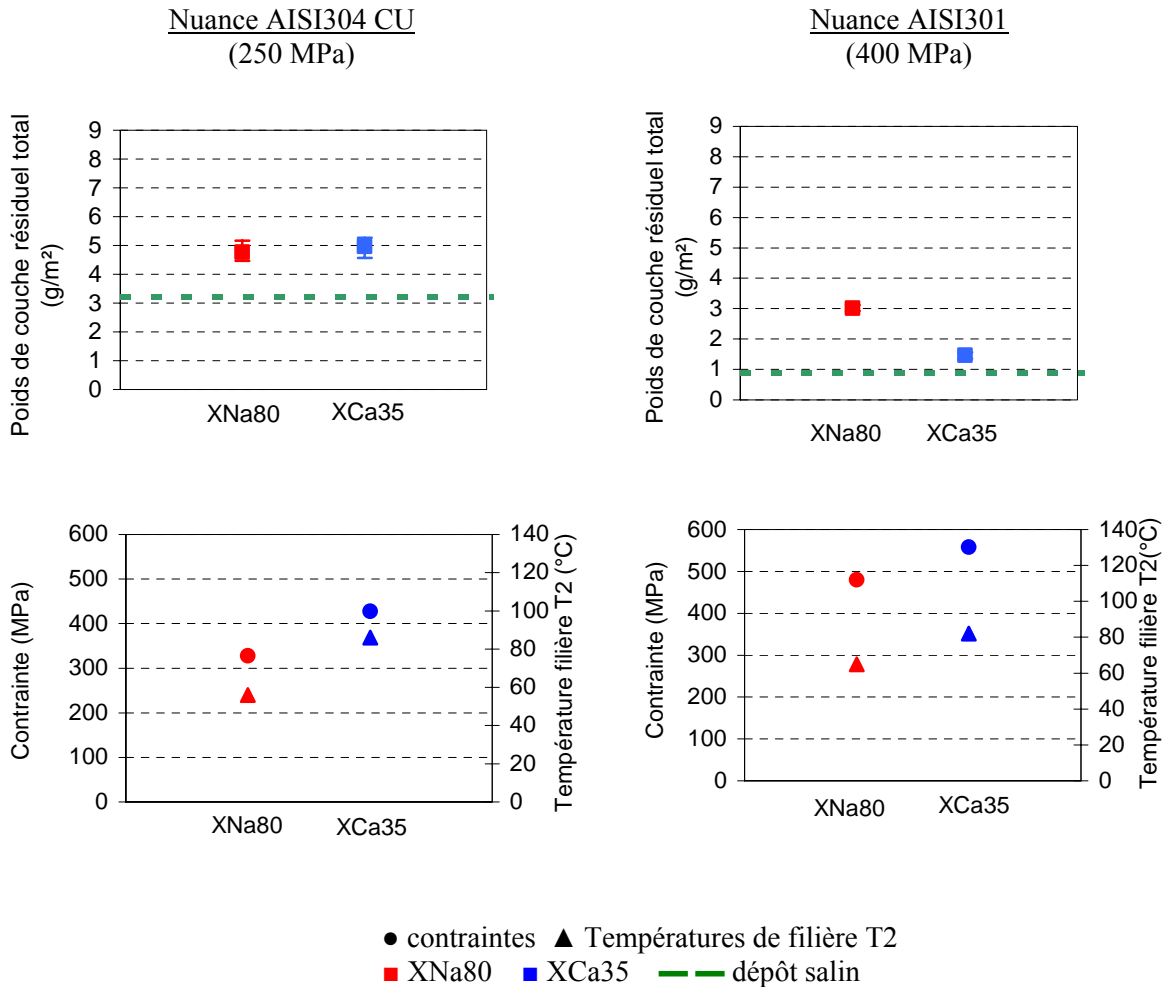 Nuance AISI304 CU
(250 MPa)
Nuance AISI301
(400 MPa)
Poids de couche résiduel total
(g/m²)
9
8
7
6
5
4
3
2
1
0
XNa80 XCa35
Poids de couche résiduel total
(g/m²)
9
8
7
6
5
4
3
2
1
0
XNa80 XCa35
Contrainte (MPa)
600
500
400
300
200
100
0
140
120
100
80
60
40
20
0
Température filière T2 (°C)
XNa80 XCa35
Contrainte (MPa)
600
500
400
300
200
100
0
140
120
100
80
60
40
20
0
Température filière T2(°C)
XNa80 XCa35
contraintes Températures de filière T2
XNa80 XCa35 dépôt salin